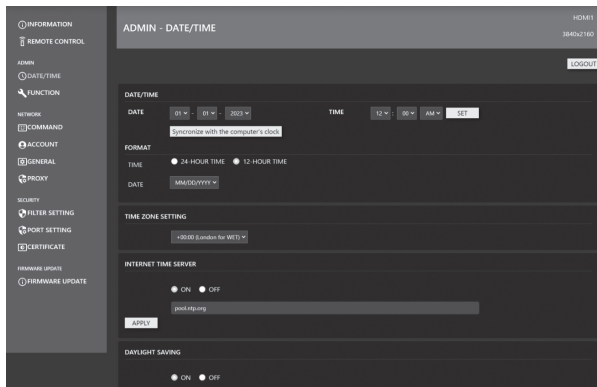 INFORMATION
REMOTE CONTROL
ADMIN
DATE/TIME
FUNCTION
NETWORK
COMMAND
ACCOUNT
GENERAL
PROXY
SECURITY
FILTER SETTING
PORT SETTING
CERTIFICATE
FIRMWARE UPDATE
FIRMWARE UPDATE
ADMIN - DATE/TIME
HDMI1
3840x2160
LOGOUT
DATE/TIME
DATE 01 - 01 - 2023 TIME 12 : 00 AM SET
Syncronize with the computer's clock
FORMAT
TIME 24-HOUR TIME 12-HOUR TIME
DATE MM/DD/YYYY
TIME ZONE SETTING
+00:00 (London for WET)
INTERNET TIME SERVER
ON OFF
pool.ntp.org
APPLY
DAYLIGHT SAVING
ON OFF